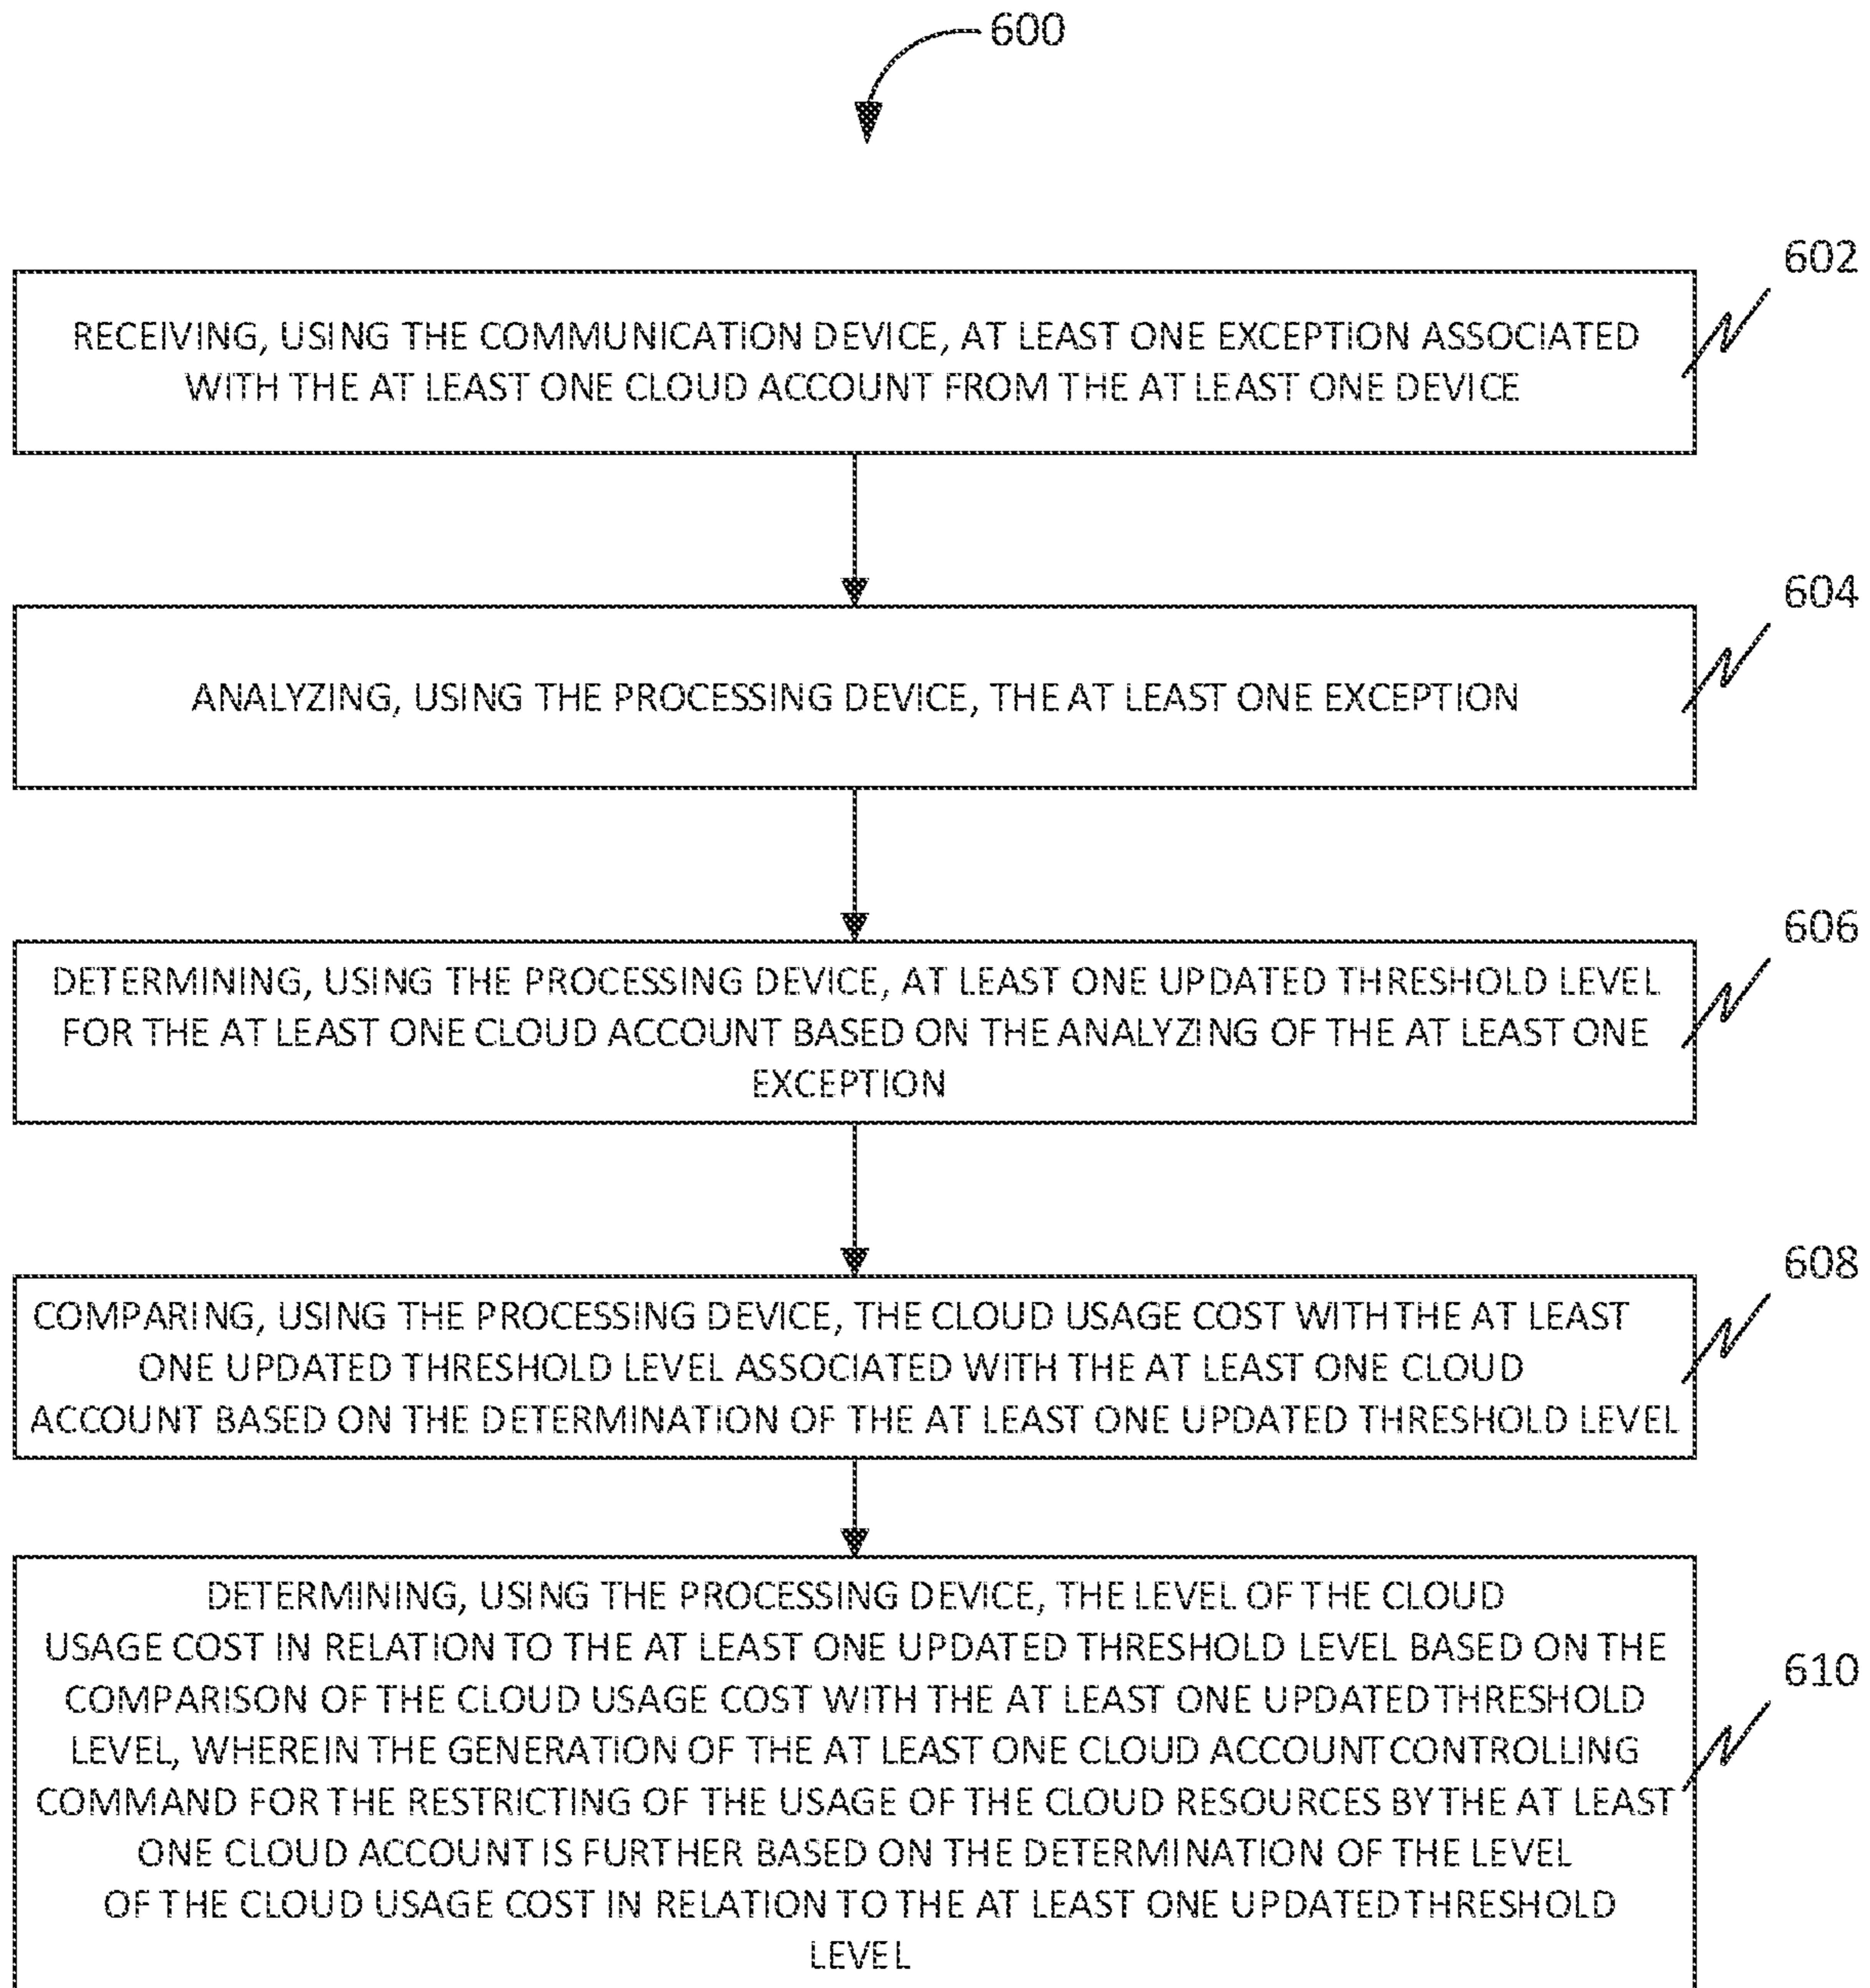 600
602
RECEIVING, USING THE COMMUNICATION DEVICE, AT LEAST ONE EXCEPTION ASSOCIATED
WITH THE AT LEAST ONE CLOUD ACCOUNT FROM THE AT LEAST ONE DEVICE
604
ANALYZING, USING THE PROCESSING DEVICE, THE AT LEAST ONE EXCEPTION
606
DETERMINING, USING THE PROCESSING DEVICE, AT LEAST ONE UPDATED THRESHOLD LEVEL
FOR THE AT LEAST ONE CLOUD ACCOUNT BASED ON THE ANALYZING OF THE AT LEAST ONE
EXCEPTION
608
COMPARING, USING THE PROCESSING DEVICE, THE CLOUD USAGE COST WITH THE AT LEAST
ONE UPDATED THRESHOLD LEVEL ASSOCIATED WITH THE AT LEAST ONE CLOUD
ACCOUNT BASED ON THE DETERMINATION OF THE AT LEAST ONE UPDATED THRESHOLD LEVEL
610
DETERMINING, USING THE PROCESSING DEVICE, THE LEVEL OF THE CLOUD
USAGE COST IN RELATION TO THE AT LEAST ONE UPDATED THRESHOLD LEVEL BASED ON THE
COMPARISON OF THE CLOUD USAGE COST WITH THE AT LEAST ONE UPDATED THRESHOLD
LEVEL, WHEREIN THE GENERATION OF THE AT LEAST ONE CLOUD ACCOUNT CONTROLLING
COMMAND FOR THE RESTRICTING OF THE USAGE OF THE CLOUD RESOURCES BY THE AT LEAST
ONE CLOUD ACCOUNT IS FURTHER BASED ON THE DETERMINATION OF THE LEVEL
OF THE CLOUD USAGE COST IN RELATION TO THE AT LEAST ONE UPDATED THRESHOLD
LEVEL